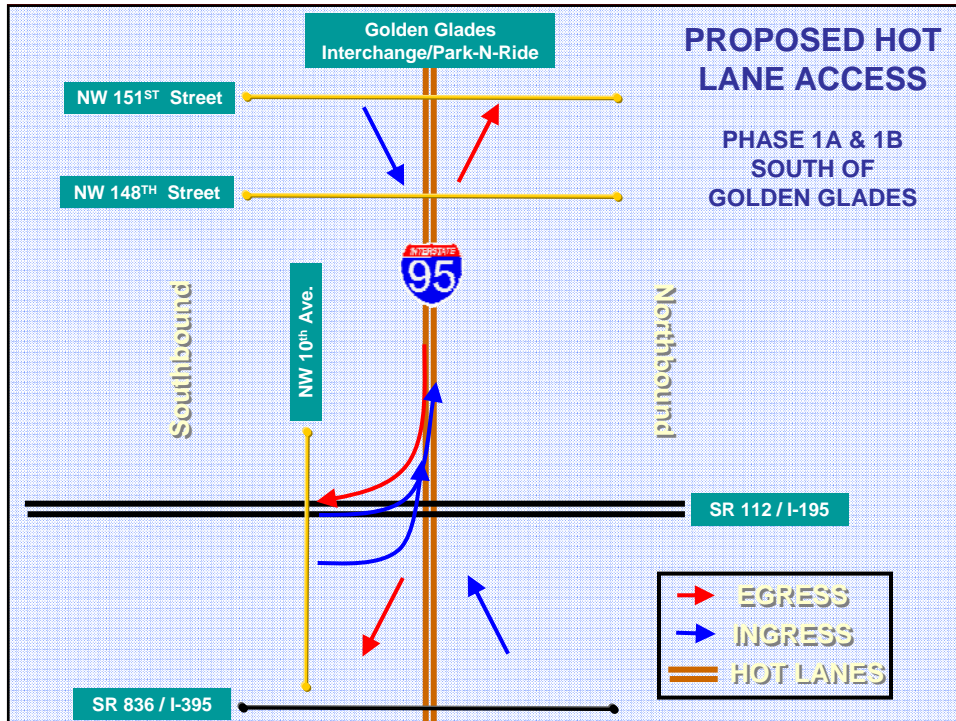 Golden Glades
Interchange/Park-N-Ride
PROPOSED HOT
LANE ACCESS
PHASE 1A & 1B
SOUTH OF
GOLDEN GLADES
NW 151ST Street
NW 148TH Street
INTERSTATE
95
Southbound
NW 10th Ave.
Northbound
SR 112 / I-195
EGRESS
INGRESS
HOT LANES
SR 836 / I-395